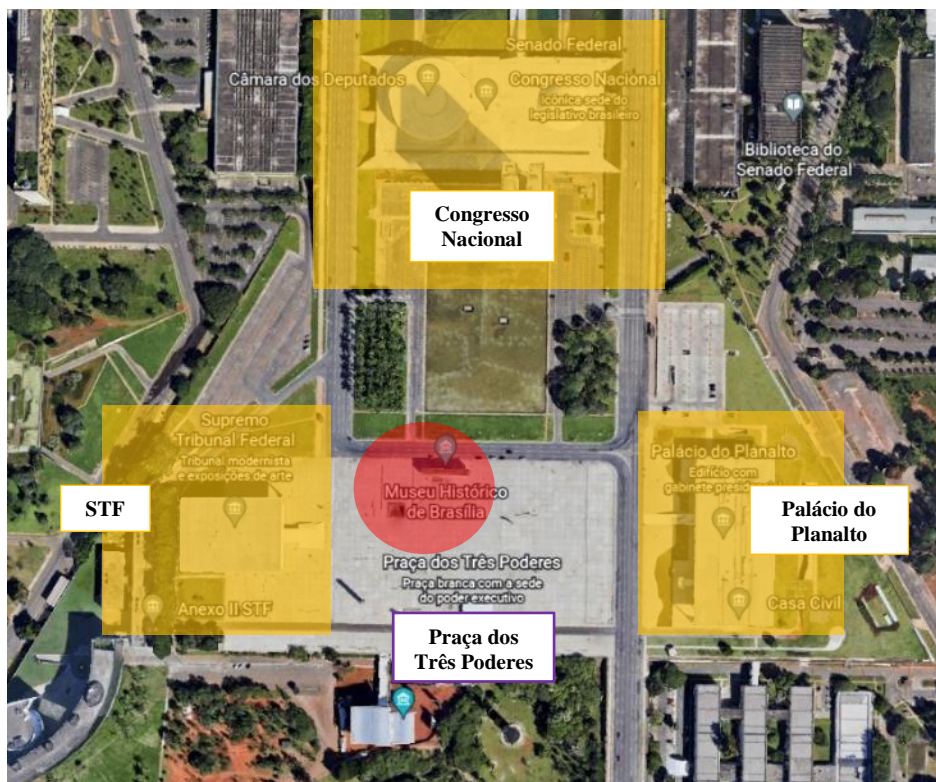 Senado Federal
Câmara dos Deputados
Congresso Nacional
Icônica sede do
legislativo brasileiro
Biblioteca do
Senado Federal
Congresso
Nacional
Supremo
Tribunal Federal
Tribunal modernista
e exposições de arte
Palácio do Planalto
Edifício com
gabinete presidencial
Museu Histórico
de Brasília
STF
Palácio do
Planalto
Praça dos Três Poderes
Praça branca com a sede
do poder executivo
Anexo II STF
Casa Civil
Praça dos
Três Poderes